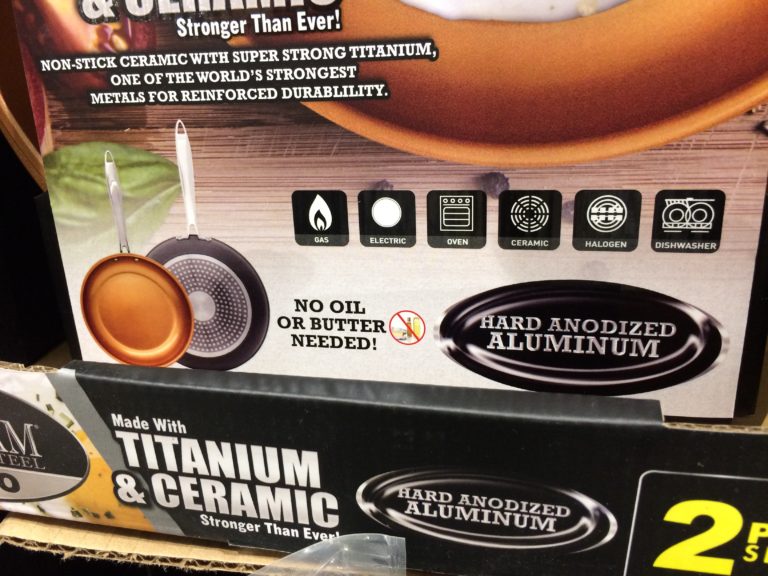 & CERAMIC
Stronger Than Ever!
NON-STICK CERAMIC WITH SUPER STRONG TITANIUM,
ONE OF THE WORLD'S STRONGEST
METALS FOR REINFORCED DURABLILITY.
GAS
ELECTRIC
OVEN
CERAMIC
HALOGEN
DISHWASHER
NO OIL
OR BUTTER
NEEDED!
HARD ANODIZED
ALUMINUM
Made With
TITANIUM
& CERAMIC
Stronger Than Ever!
HARD ANODIZED
ALUMINUM
2